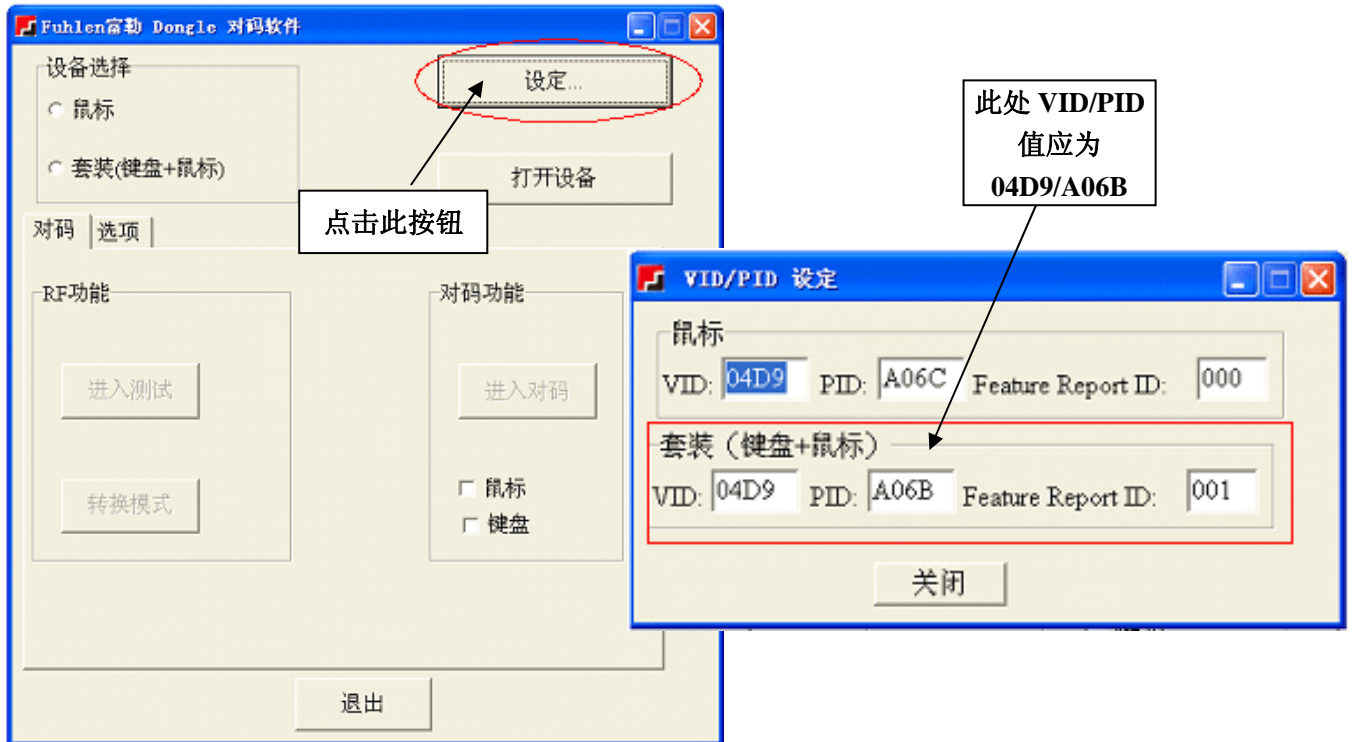 Fuhlen富勒 Dongle 对码软件
设备选择
鼠标
套装(键盘+鼠标)
设定...
打开设备
点击此按钮
对码
选项
RF功能
进入测试
转换模式
对码功能
进入对码
鼠标
键盘
退出
此处 VID/PID
值应为
04D9/A06B
VID/PID 设定
鼠标
VID: 04D9 PID: A06C Feature Report ID: 000
套装（键盘+鼠标）
VID: 04D9 PID: A06B Feature Report ID: 001
关闭